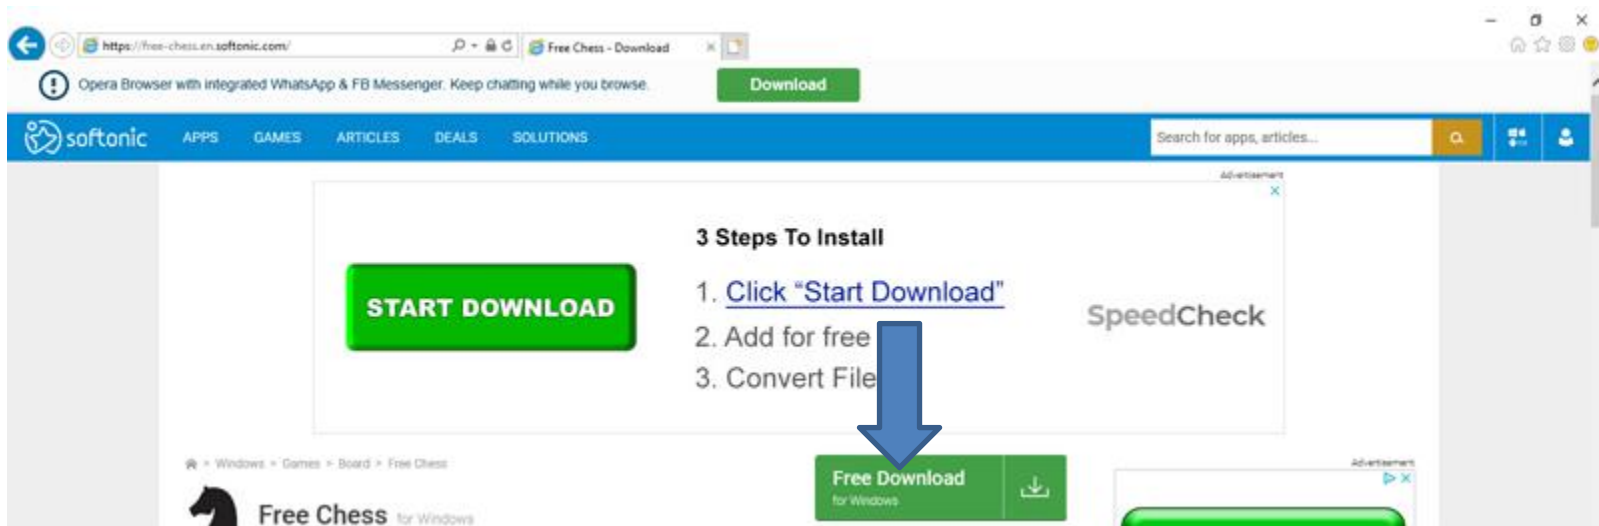 https://free-chess.en.softonic.com/
Free Chess - Download
Opera Browser with integrated WhatsApp & FB Messenger. Keep chatting while you browse.
Download
softonic
APPS
GAMES
ARTICLES
DEALS
SOLUTIONS
Search for apps, articles...
Advertisement
3 Steps To Install
START DOWNLOAD
1. Click “Start Download”
2. Add for free
3. Convert File
SpeedCheck
> Windows > Games > Board > Free Chess
Free Download
for Windows
Advertisement
Free Chess for Windows